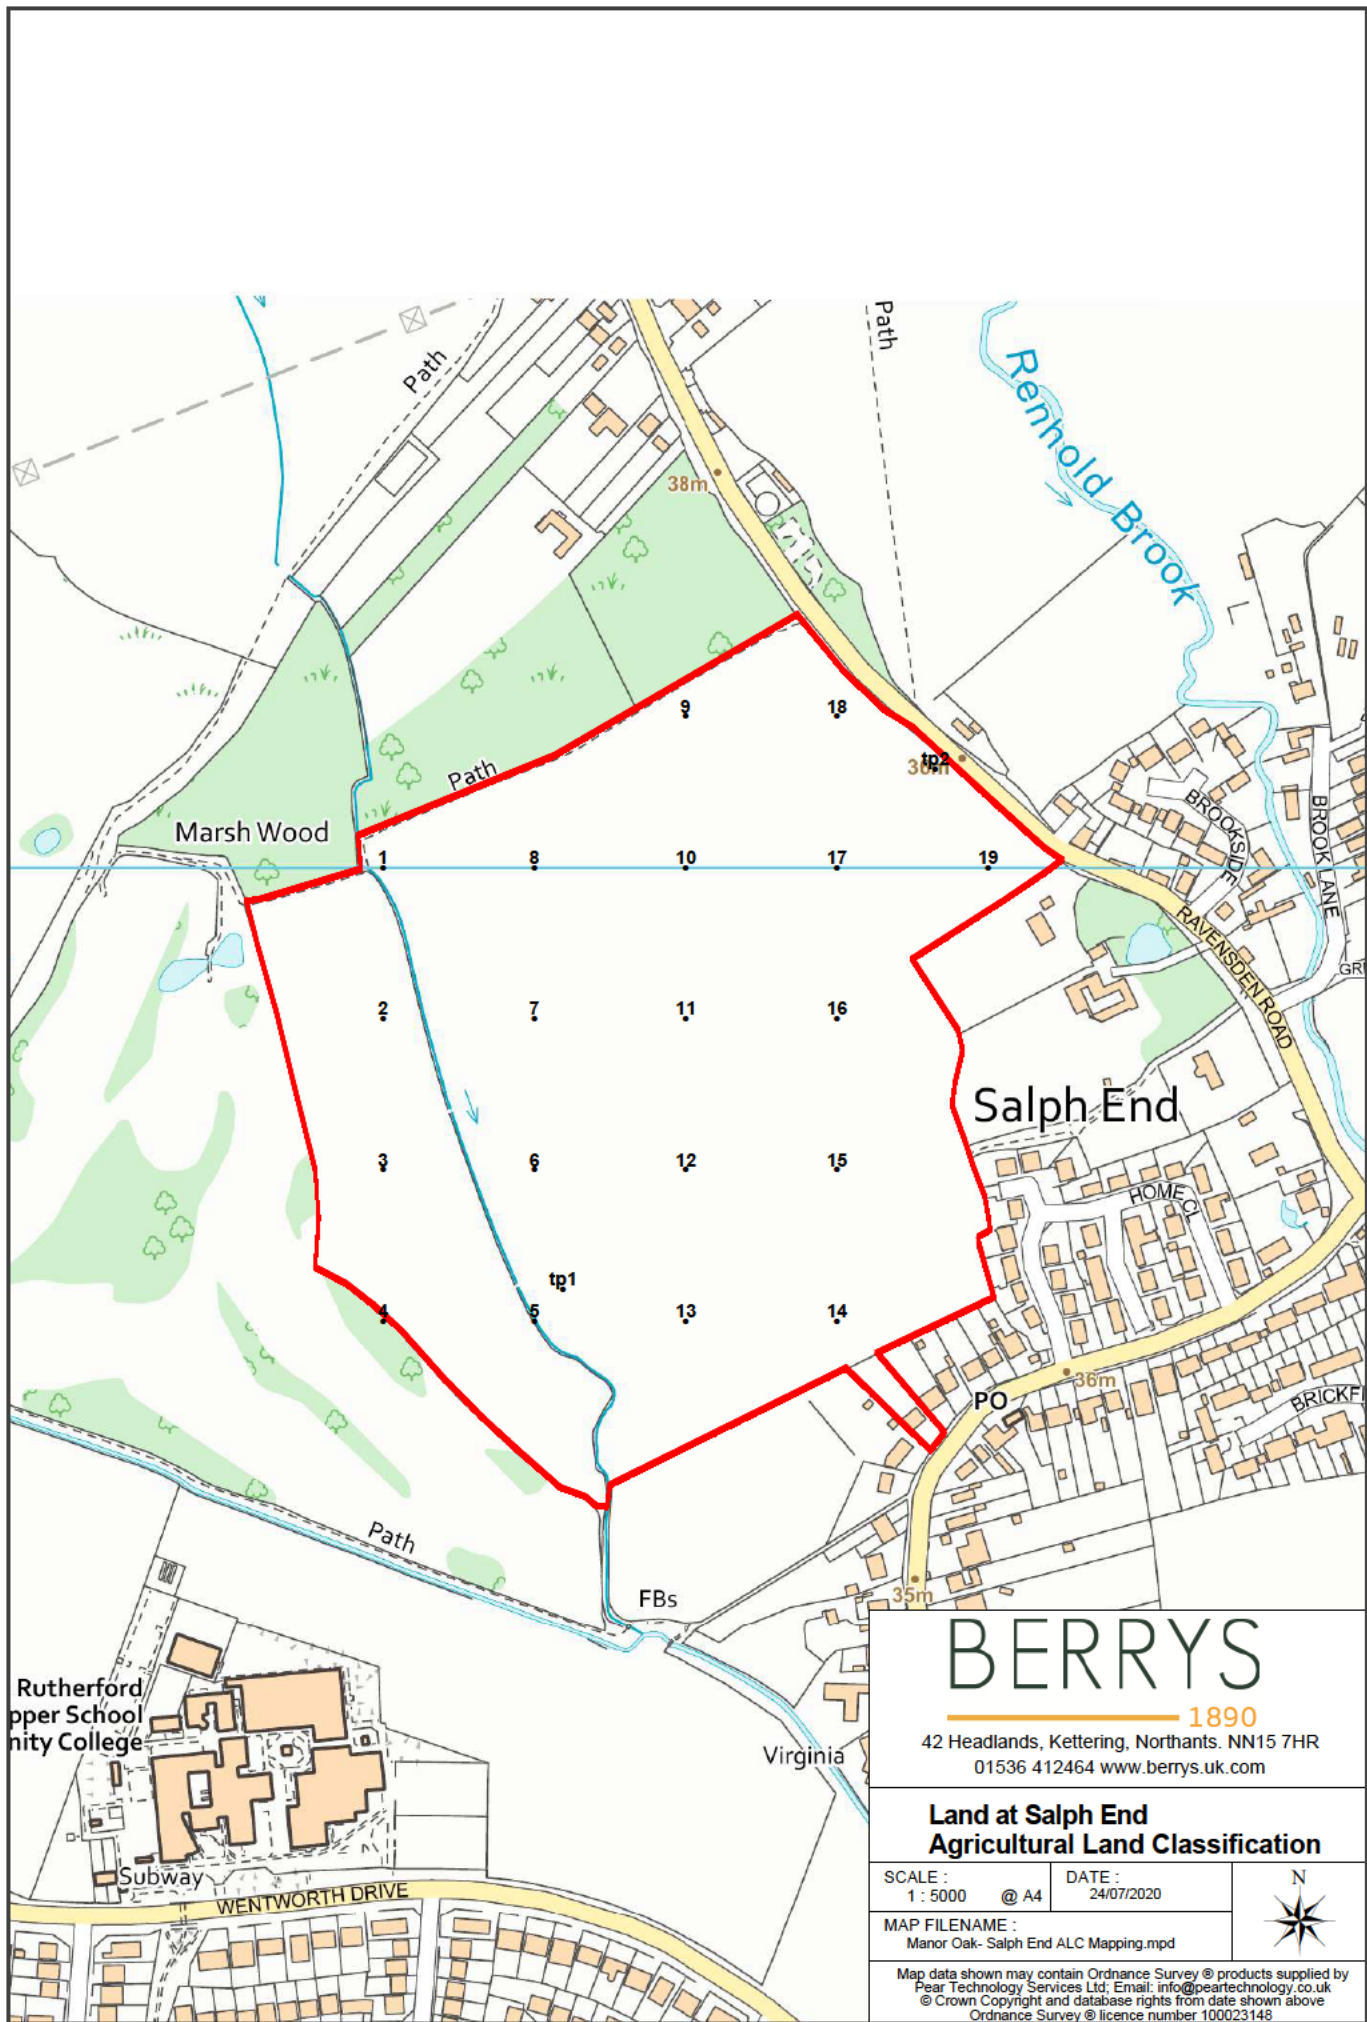 Path
Path
Renhold Brook
38m
9
18
tp2
Path
Marsh Wood
BROOKSIDE
BROOK LANE
1
8
10
17
19
RAVENSDEN ROAD
2
7
11
16
Salph End
3
6
12
15
HOME CL
tp1
4
5
13
14
36m
PO
Path
35m
FBs
Rutherford
pper School
nity College
Virginia
Subway
WENTWORTH DRIVE
BERRYS
1890
42 Headlands, Kettering, Northants. NN15 7HR
01536 412464 www.berrys.uk.com
Land at Salph End
Agricultural Land Classification
SCALE :
1 : 5000 @ A4
DATE :
24/07/2020
N
MAP FILENAME :
Manor Oak- Salph End ALC Mapping.mpd
Map data shown may contain Ordnance Survey ® products supplied by
Pear Technology Services Ltd; Email: info@peartechnology.co.uk
© Crown Copyright and database rights from date shown above
Ordnance Survey ® licence number 100023148